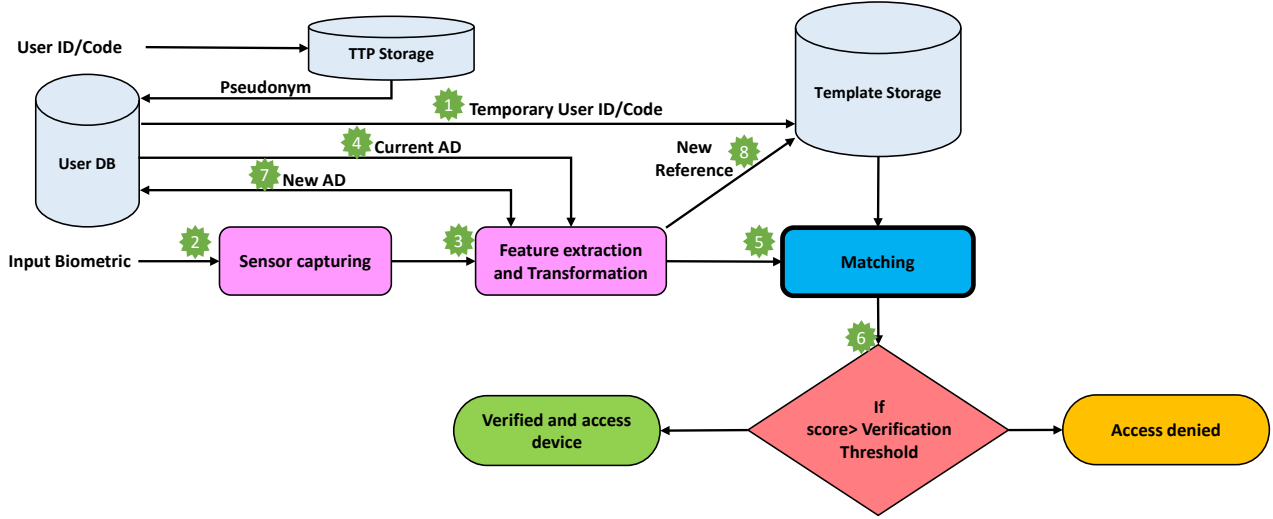 User ID/Code
TTP Storage
Pseudonym
1
Temporary User ID/Code
Template Storage
User DB
4
Current AD
7
New AD
New
Reference
8
Input Biometric
2
Sensor capturing
3
Feature extraction
and Transformation
5
Matching
6
If
score> Verification
Threshold
Verified and access
device
Access denied